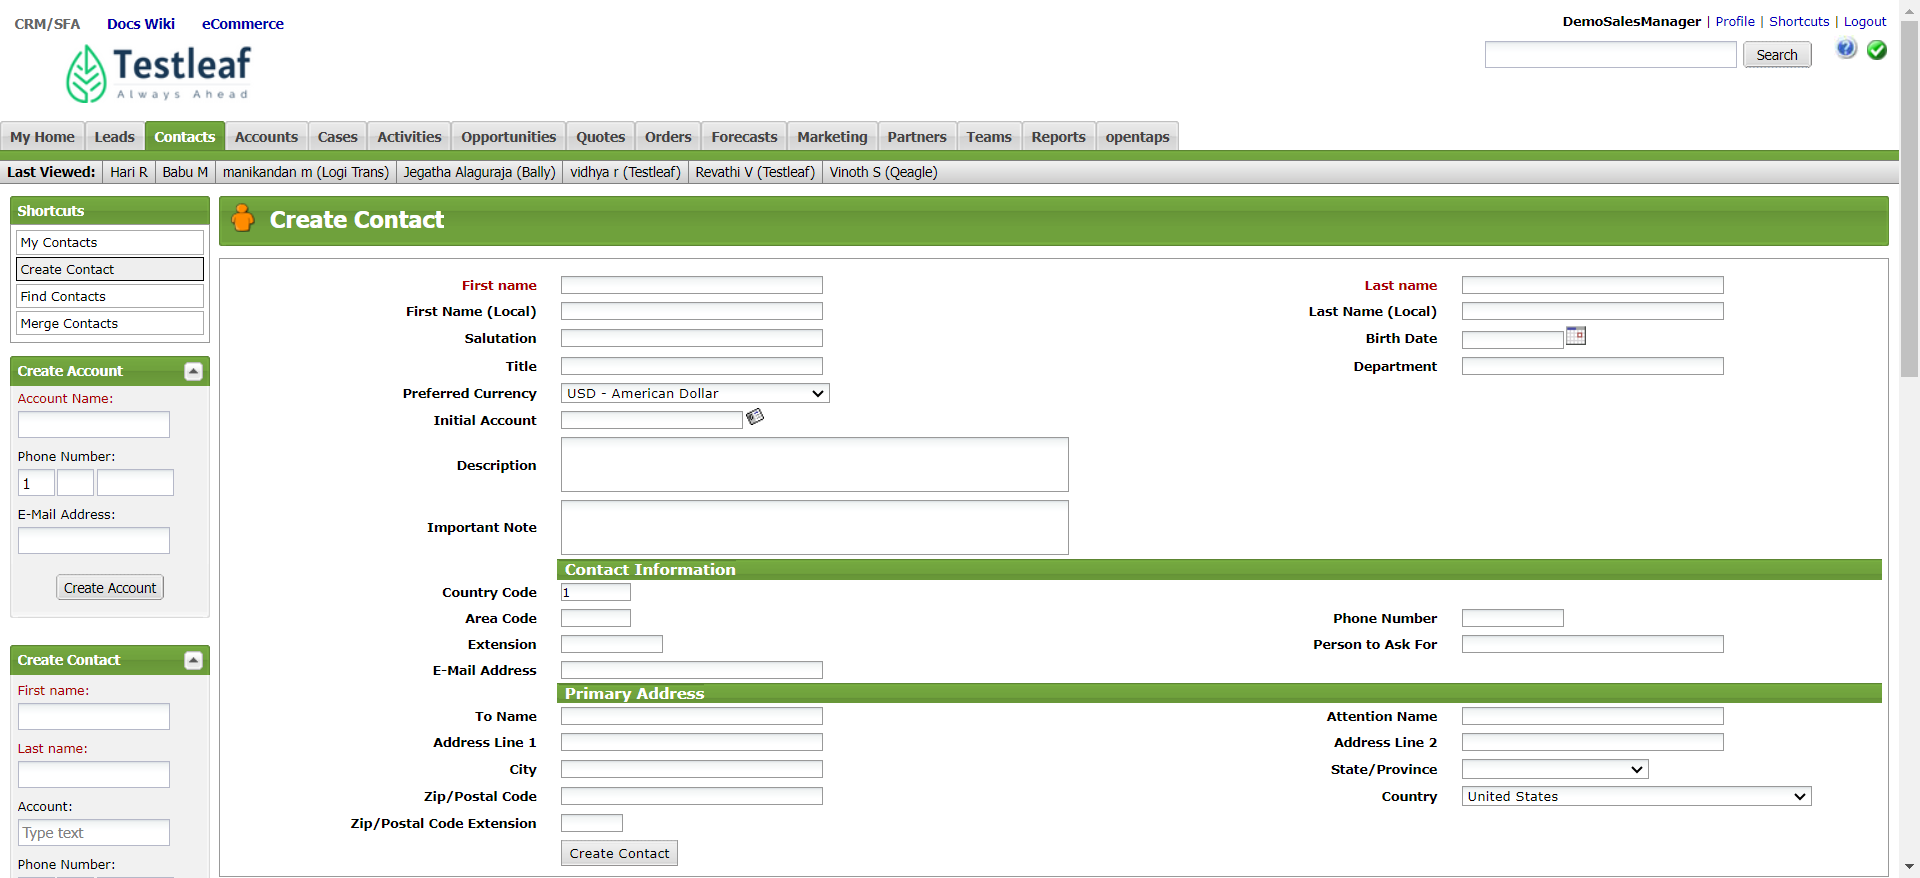 CRM/SFA Docs Wiki eCommerce
DemoSalesManager | Profile | Shortcuts | Logout
Testleaf
Always Ahead
Search
My Home Leads Contacts Accounts Cases Activities Opportunities Quotes Orders Forecasts Marketing Partners Teams Reports opentaps
Last Viewed: Hari R Babu M manikandan m (Logi Trans) Jegatha Alaguraja (Bally) vidhya r (Testleaf) Revathi V (Testleaf) Vinoth S (Qeagle)
Shortcuts
My Contacts
Create Contact
Find Contacts
Merge Contacts
Create Account
Account Name:
Phone Number:
1
E-Mail Address:
Create Account
Create Contact
First name:
Last name:
Account:
Type text
Phone Number:
Create Contact
First name Last name
First Name (Local) Last Name (Local)
Salutation Birth Date
Title Department
Preferred Currency USD - American Dollar
Initial Account
Description
Important Note
Contact Information
Country Code 1
Area Code Phone Number
Extension Person to Ask For
E-Mail Address
Primary Address
To Name Attention Name
Address Line 1 Address Line 2
City State/Province
Zip/Postal Code Country United States
Zip/Postal Code Extension
Create Contact